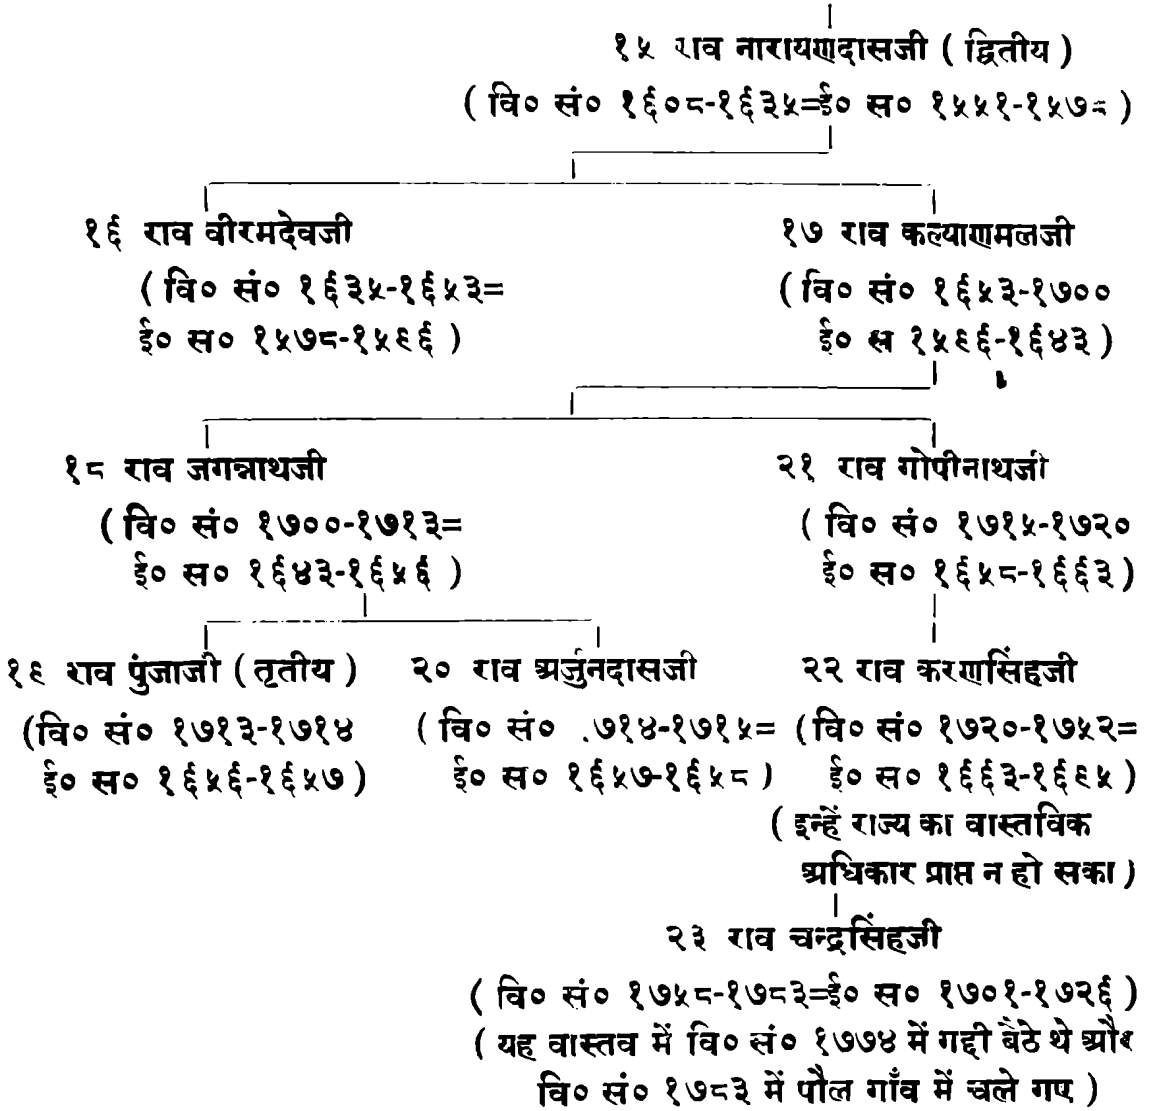 १५ राव नारायणदासजी ( द्वितीय )
( वि० सं० १६०८-१६३५=ई० स० १५५१-१५७८ )
१६ राव वीरमदेवजी
( वि० सं० १६३५-१६५३=
ई० स० १५७८-१५९६ )
१७ राव कल्याणमलजी
( वि० सं० १६५३-१७००
ई० स १५९६-१६४३ )
१८ राव जगन्नाथजी
( वि० सं० १७००-१७१३=
ई० स० १६४३-१६५६ )
२१ राव गोपीनाथजी
( वि० सं० १७१५-१७२०
ई० स० १६५८-१६६३ )
१९ राव पुंजाजी ( तृतीय )
(वि० सं० १७१३-१७१४
ई० स० १६५६-१६५७ )
२० राव अर्जुनदासजी
( वि० सं० .७१४-१७१५=
ई० स० १६५७-१६५८ )
२२ राव करणसिंहजी
(वि० सं० १७२०-१७५२=
ई० स० १६६३-१६९५ )
( इन्हें राज्य का वास्तविक
अधिकार प्राप्त न हो सका )
२३ राव चन्द्रसिंहजी
( वि० सं० १७५८-१७८३=ई० स० १७०१-१७२६ )
( यह वास्तव में वि० सं० १७७४ में गद्दी बैठे थे और
वि० सं० १७८३ में पौल गाँव में चले गए )